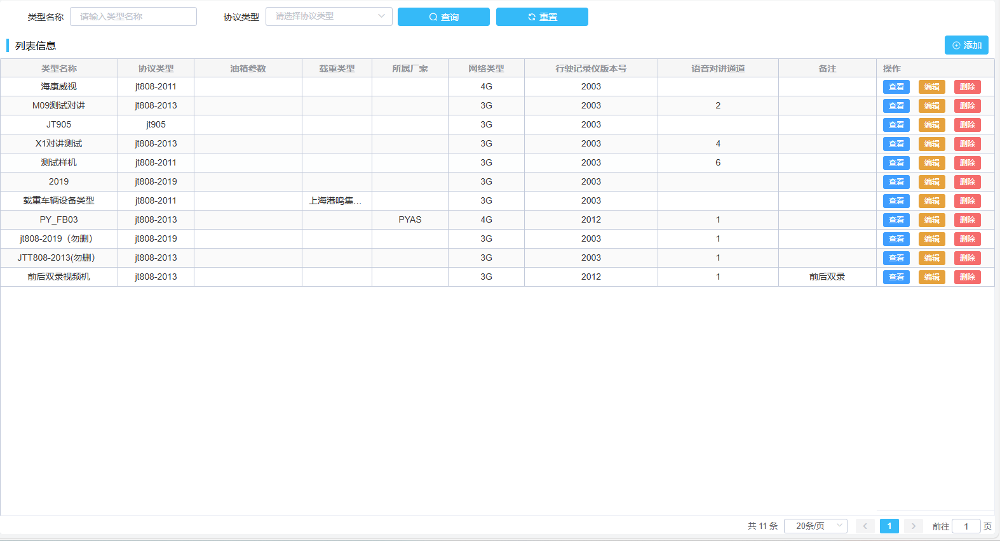 类型名称 请输入类型名称 协议类型 请选择协议类型 查询 重置
列表信息 添加
类型名称 协议类型 油箱参数 载重类型 所属厂家 网络类型 行驶记录仪版本号 语音对讲通道 备注 操作
海康威视 jt808-2011 4G 2003 查看 编辑 删除
M09测试对讲 jt808-2013 3G 2003 2 查看 编辑 删除
JT905 jt905 3G 2003 查看 编辑 删除
X1对讲测试 jt808-2013 3G 2003 4 查看 编辑 删除
测试样机 jt808-2011 3G 2003 6 查看 编辑 删除
2019 jt808-2019 3G 2003 查看 编辑 删除
载重车辆设备类型 jt808-2011 上海港鸣集... 3G 2003 查看 编辑 删除
PY_FB03 jt808-2013 PYAS 4G 2012 1 查看 编辑 删除
jt808-2019（勿删） jt808-2019 3G 2003 1 查看 编辑 删除
JTT808-2013(勿删） jt808-2013 3G 2003 1 查看 编辑 删除
前后双录视频机 jt808-2013 3G 2012 1 前后双录 查看 编辑 删除
共 11 条 20条/页 1 前往 1 页